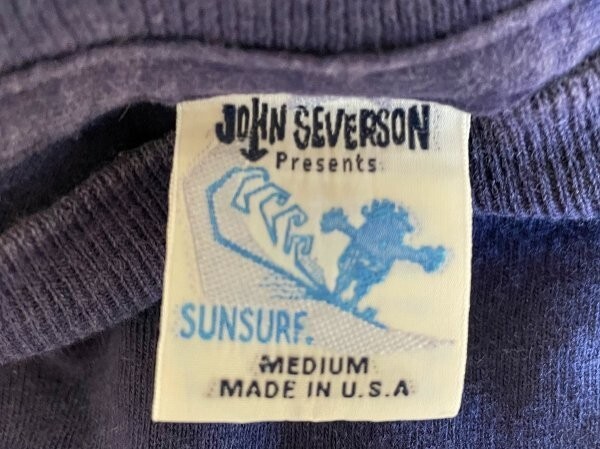 JOHN SEVERSON
Presents
SUNSURF.
MEDIUM
MADE IN U.S.A